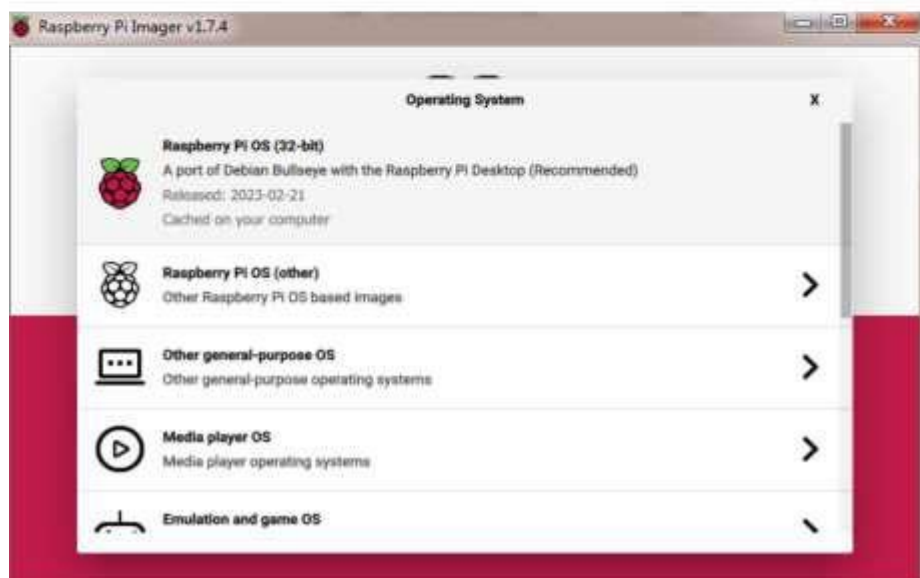 Raspberry Pi Imager v1.7.4
Operating System
X
Raspberry Pi OS (32-bit)
A port of Debian Bullseye with the Raspberry Pi Desktop (Recommended)
Released: 2023-02-21
Cached on your computer
Raspberry Pi OS (other)
Other Raspberry Pi OS based images
Other general-purpose OS
Other general-purpose operating systems
Media player OS
Media player operating systems
Emulation and game OS